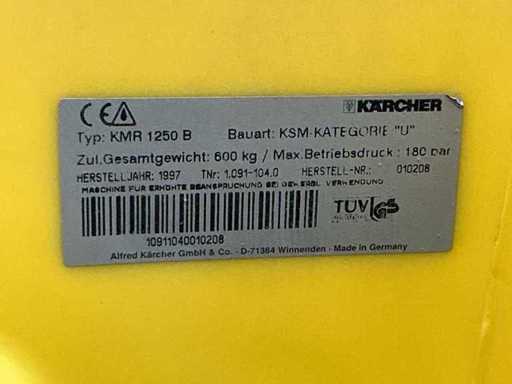 CE KÄRCHER
Typ: KMR 1250 B Bauart: KSM-KATEGORIE "U"
Zul.Gesamtgewicht: 600 kg / Max.Betriebsdruck : 180 bar
HERSTELLJAHR: 1997 TNr: 1.091-104.0 HERSTELL-NR.: 010208
MASCHINE FÜR ERHÖHTE BEANSPRUCHUNG BEI GEWERBL. VERWENDUNG
TÜV GS
10911040010208
Alfred Kärcher GmbH & Co. - D-71364 Winnenden - Made in Germany